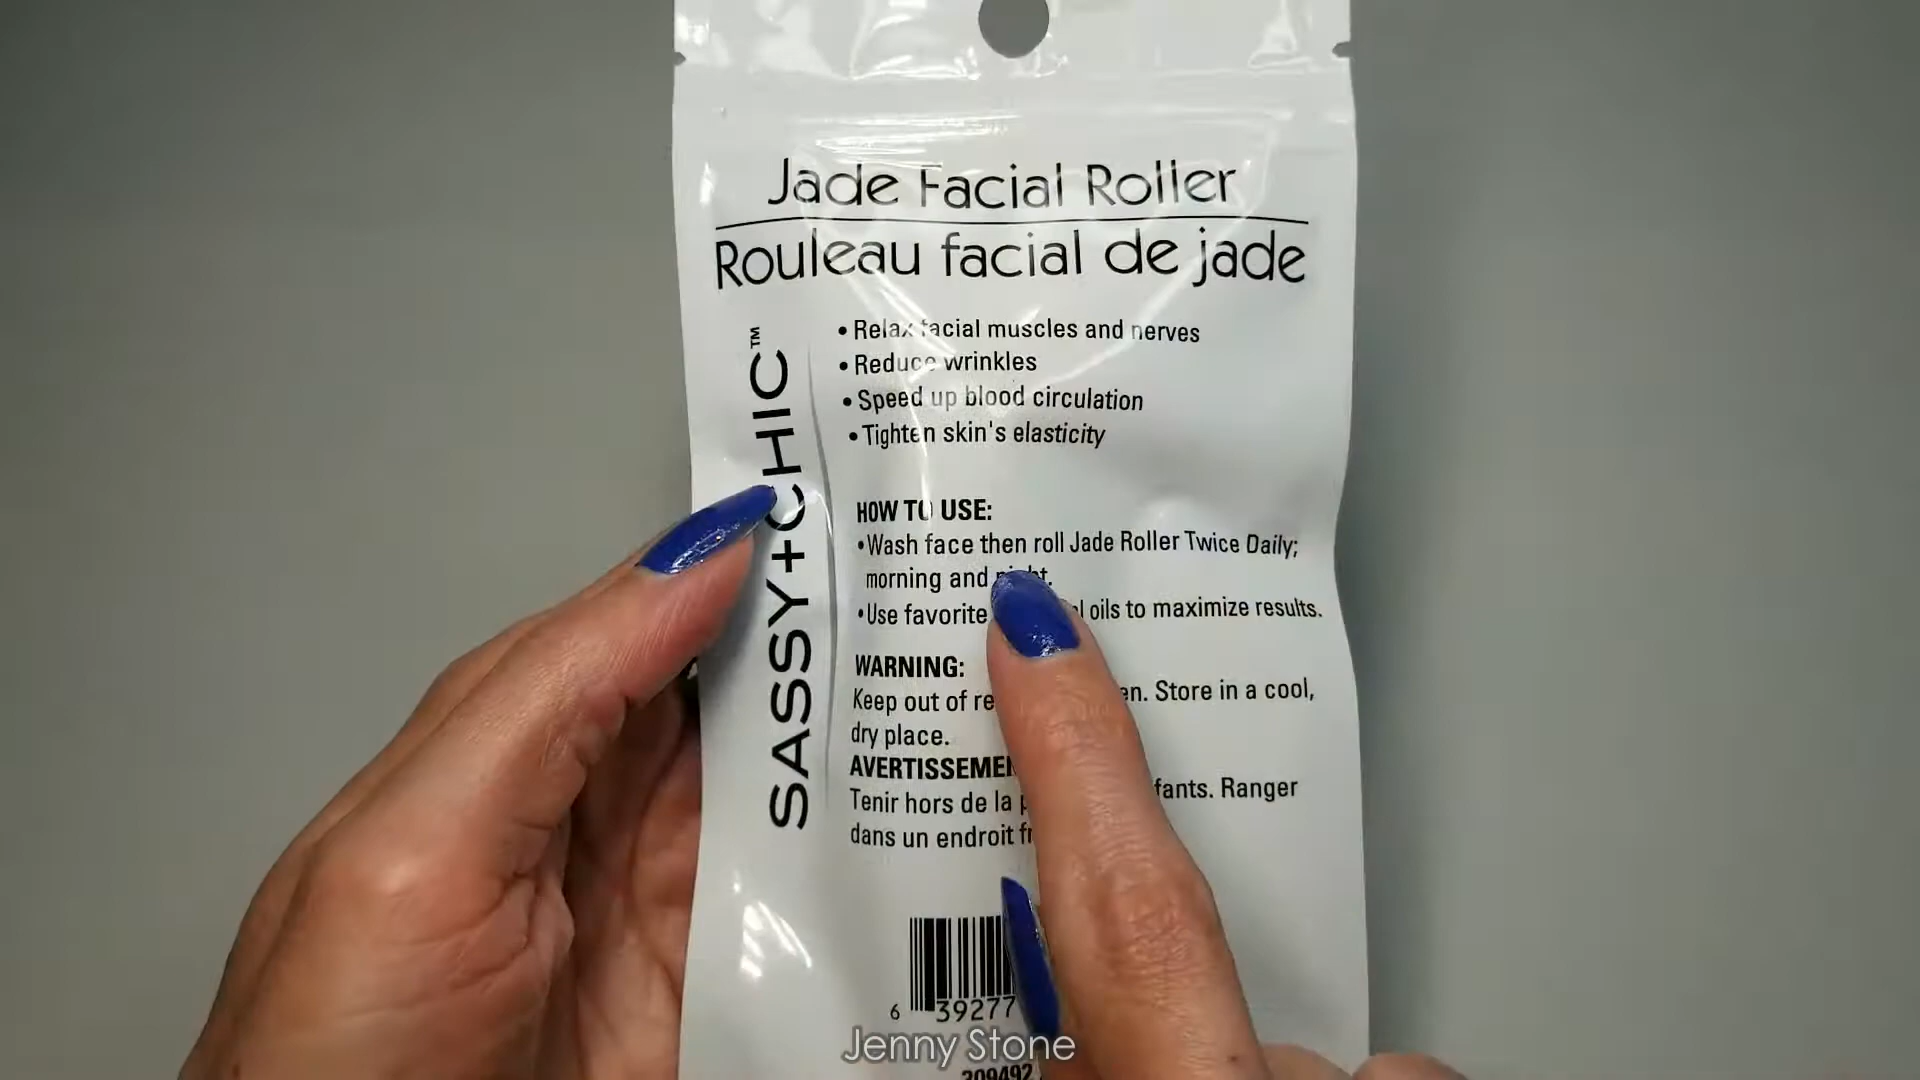 Jade Facial Roller
Rouleau facial de jade
SASSY+CHIC™
• Relax facial muscles and nerves
• Reduce wrinkles
• Speed up blood circulation
• Tighten skin's elasticity
HOW TO USE:
• Wash face then roll Jade Roller Twice Daily;
morning and night.
• Use favorite oils to maximize results.
WARNING:
Keep out of Store in a cool,
dry place.
Tenir hors de la Ranger
dans un endroit
6 39277
Jenny Stone
309492